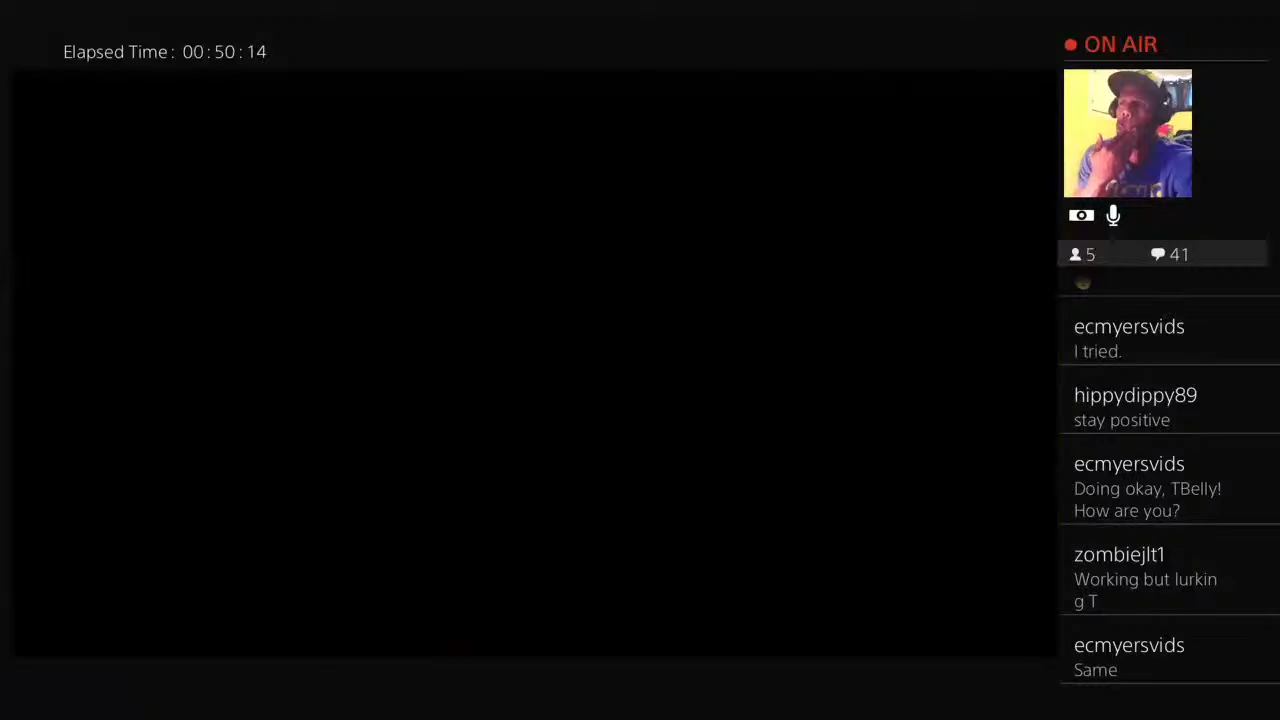 Elapsed Time: 00:50:14
ON AIR
5
41
ecmyersvids
I tried.
hippydippy89
stay positive
ecmyersvids
Doing okay, TBelly!
How are you?
zombiejlt1
Working but lurkin
g T
ecmyersvids
Same